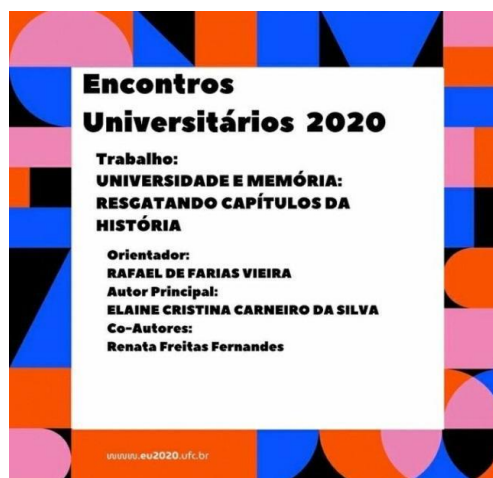 Encontros
Universitários 2020
Trabalho:
UNIVERSIDADE E MEMÓRIA:
RESGATANDO CAPÍTULOS DA
HISTÓRIA
Orientador:
RAFAEL DE FARIAS VIEIRA
Autor Principal:
ELAINE CRISTINA CARNEIRO DA SILVA
Co-Autores:
Renata Freitas Fernandes
www.eu2020.ufc.br